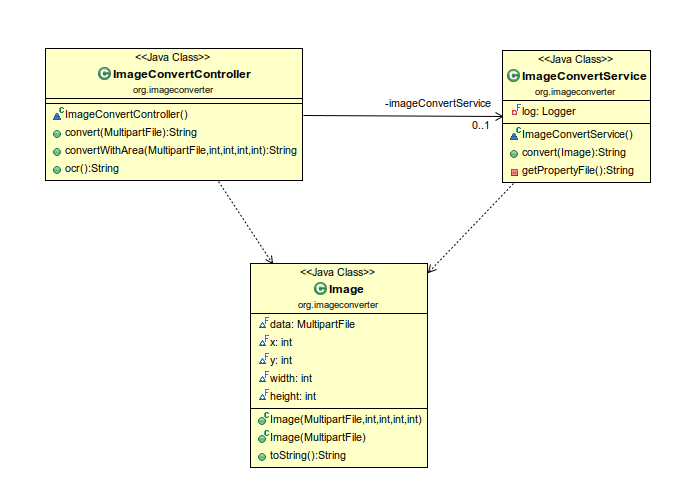 <<Java Class>>
ImageConvertController
org.imageconverter
ImageConvertController()
convert(MultipartFile):String
convertWithArea(MultipartFile,int,int,int,int):String
ocr():String
-imageConvertService
0..1
<<Java Class>>
ImageConvertService
org.imageconverter
log: Logger
ImageConvertService()
convert(Image):String
getPropertyFile():String
<<Java Class>>
Image
org.imageconverter
data: MultipartFile
x: int
y: int
width: int
height: int
Image(MultipartFile,int,int,int,int)
Image(MultipartFile)
toString():String